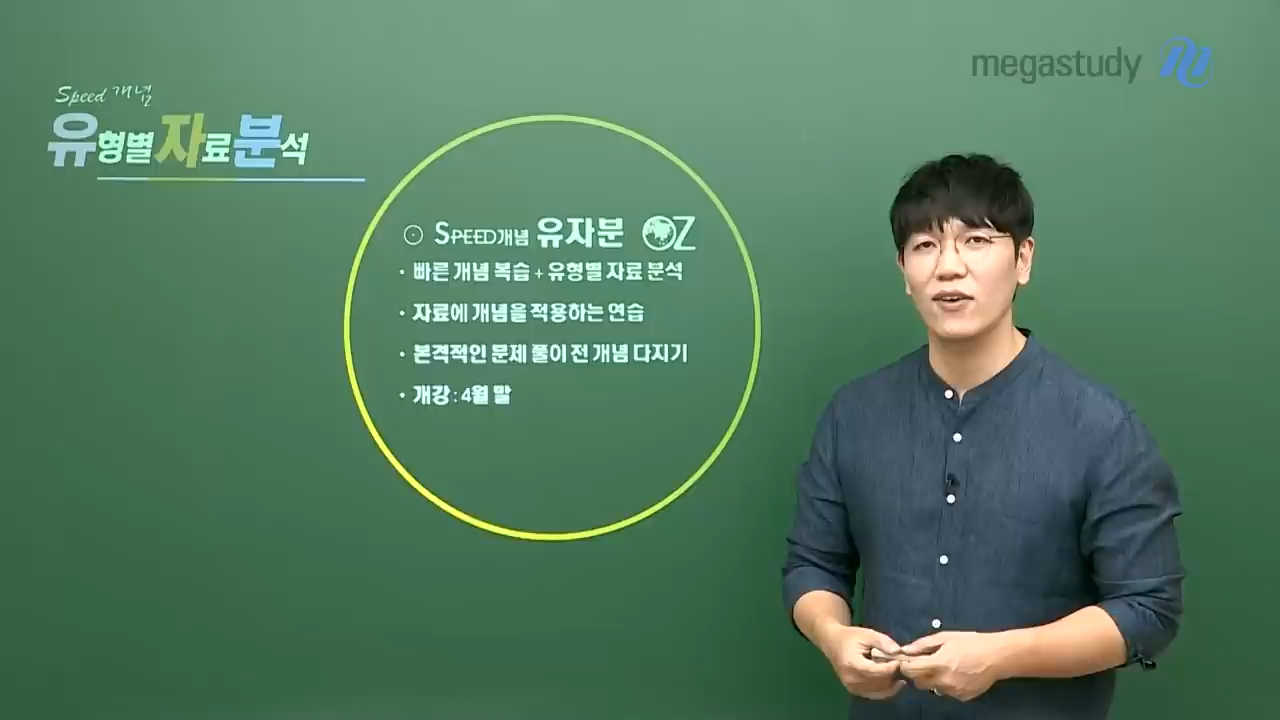 megastudy
Speed 개념
유형별 자료분석
SPEED개념 유자분 OZ
· 빠른 개념 복습 + 유형별 자료 분석
· 자료에 개념을 적용하는 연습
· 본격적인 문제 풀이 전 개념 다지기
· 개강 : 4월 말